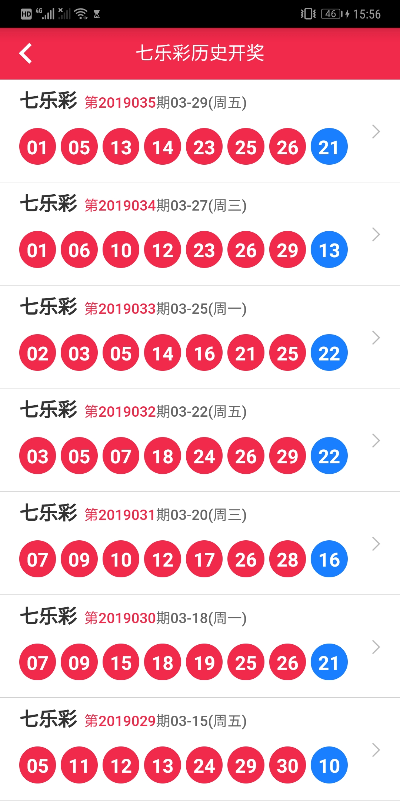 HD 4G 46 15:56
七乐彩历史开奖
七乐彩 第2019035期03-29(周五)
01 05 13 14 23 25 26 21
七乐彩 第2019034期03-27(周三)
01 06 10 12 23 26 29 13
七乐彩 第2019033期03-25(周一)
02 03 05 14 16 21 25 22
七乐彩 第2019032期03-22(周五)
03 05 07 18 24 26 29 22
七乐彩 第2019031期03-20(周三)
07 09 10 12 17 26 28 16
七乐彩 第2019030期03-18(周一)
07 09 15 18 19 25 26 21
七乐彩 第2019029期03-15(周五)
05 11 12 13 24 29 30 10